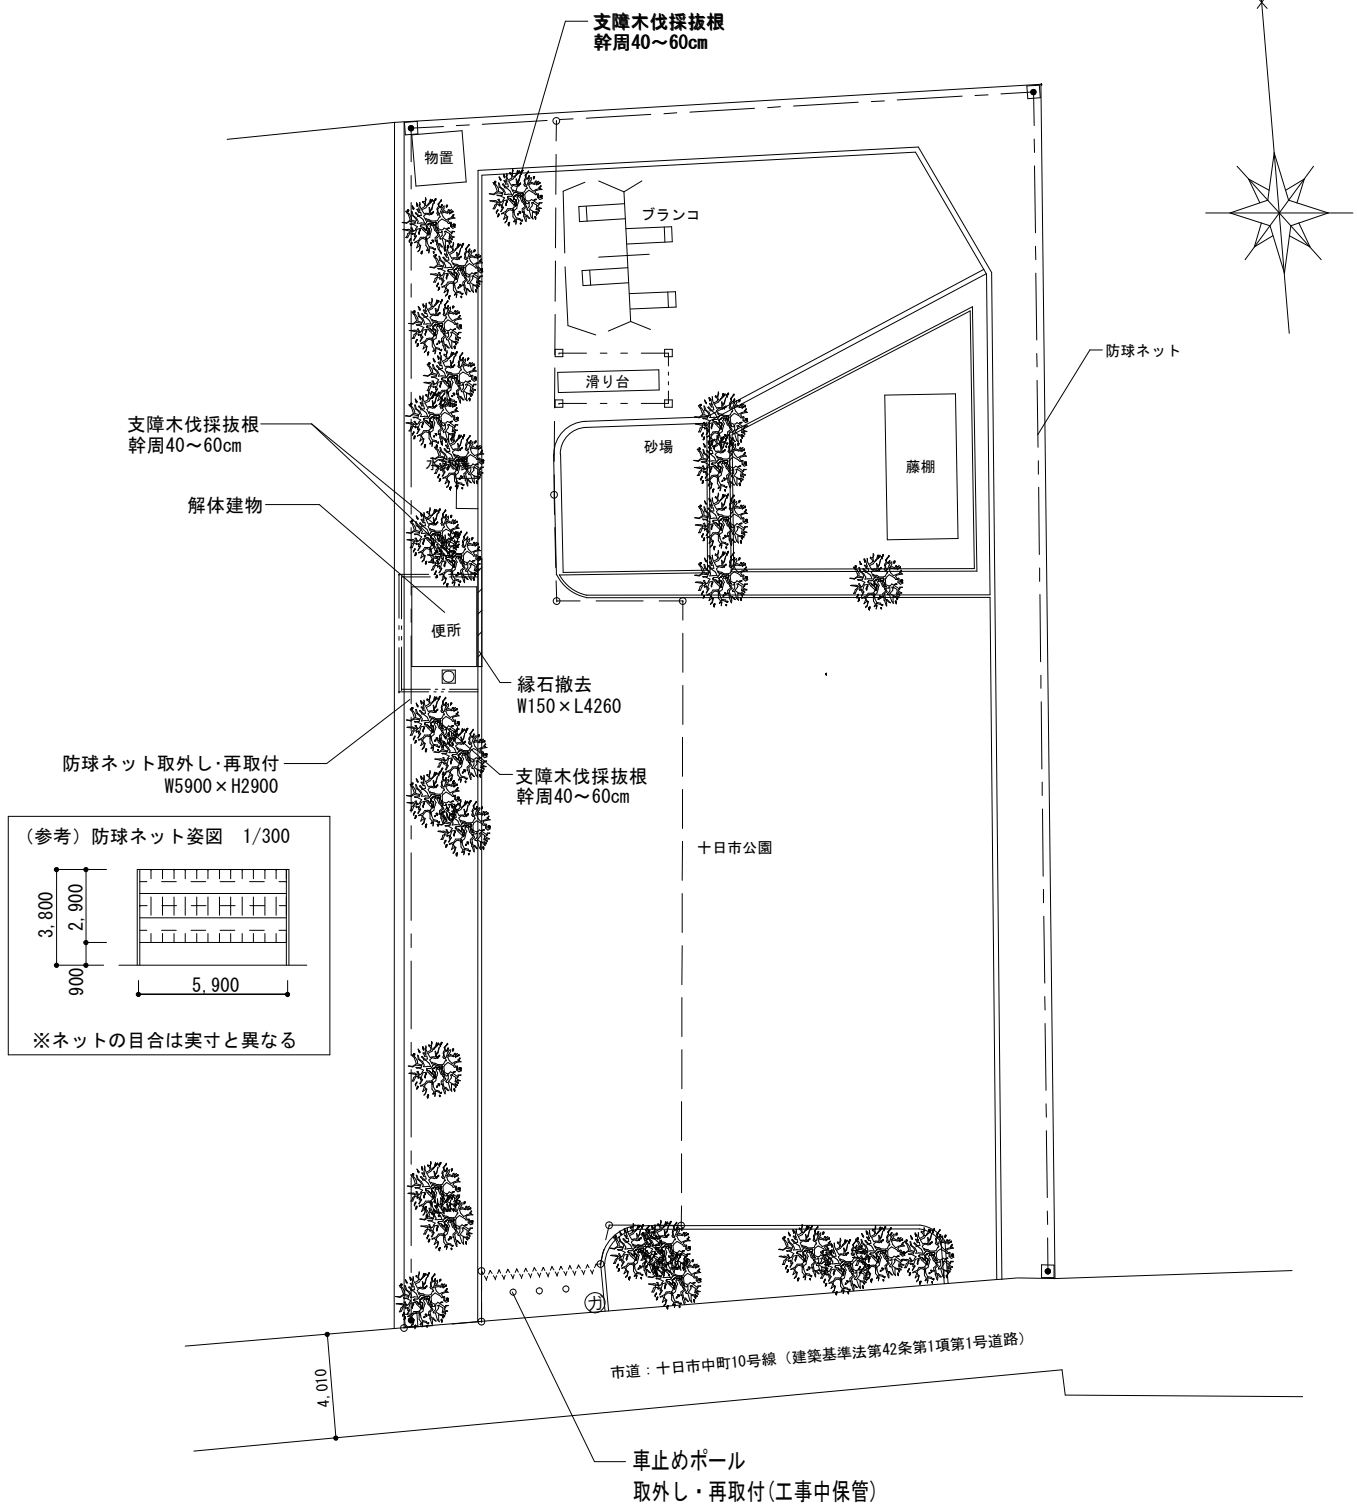 支障木伐採抜根
幹周40～60cm
物置
ブランコ
防球ネット
滑り台
支障木伐採抜根
幹周40～60cm
砂場
藤棚
解体建物
便所
縁石撤去
W150×L4260
防球ネット取外し・再取付
W5900×H2900
支障木伐採抜根
幹周40～60cm
（参考）防球ネット姿図　1/300
3,800
2,900
900
5,900
※ネットの目合は実寸と異なる
十日市公園
カ
市道：十日市中町10号線（建築基準法第42条第1項第1号道路）
4,010
車止めポール
取外し・再取付(工事中保管)